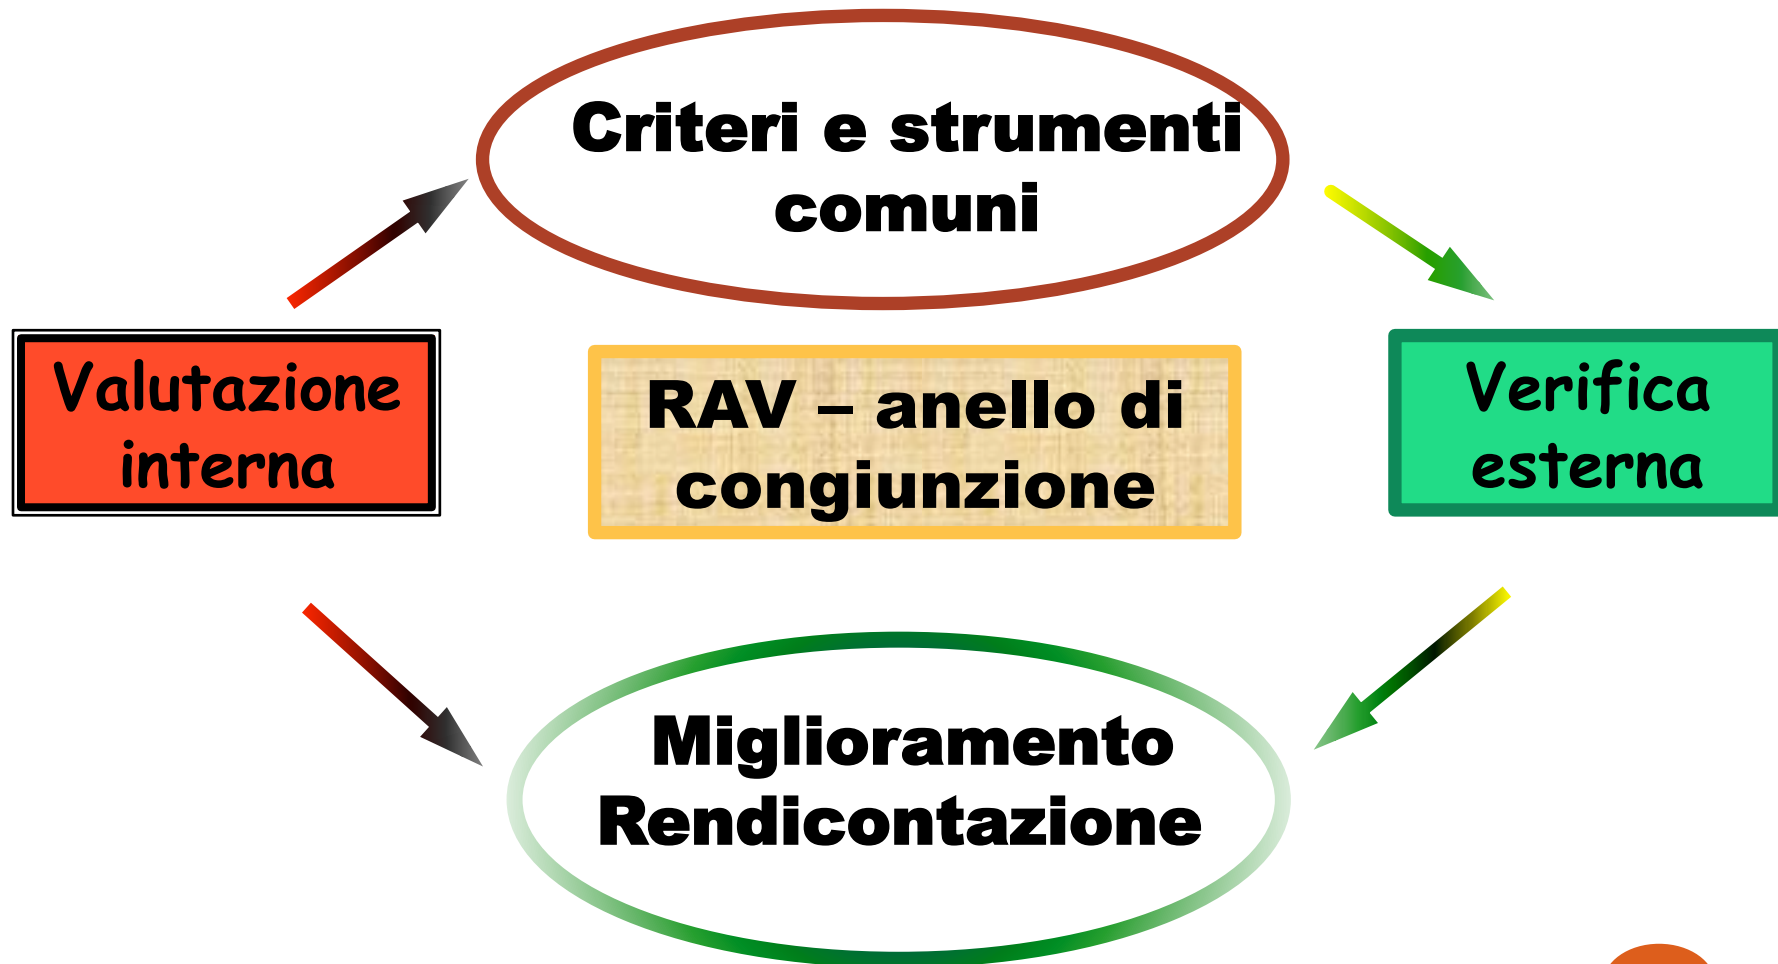 Criteri e strumenti
comuni
Valutazione
interna
RAV – anello di
congiunzione
Verifica
esterna
Miglioramento
Rendicontazione